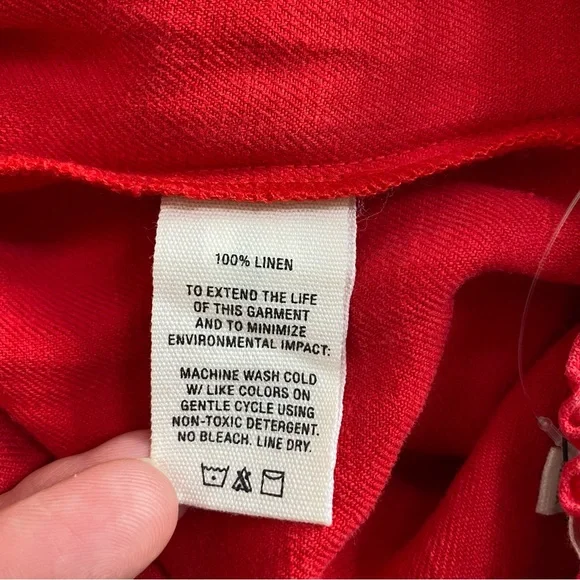 100% LINEN
TO EXTEND THE LIFE
OF THIS GARMENT
AND TO MINIMIZE
ENVIRONMENTAL IMPACT:
MACHINE WASH COLD
W/ LIKE COLORS ON
GENTLE CYCLE USING
NON-TOXIC DETERGENT.
NO BLEACH. LINE DRY.